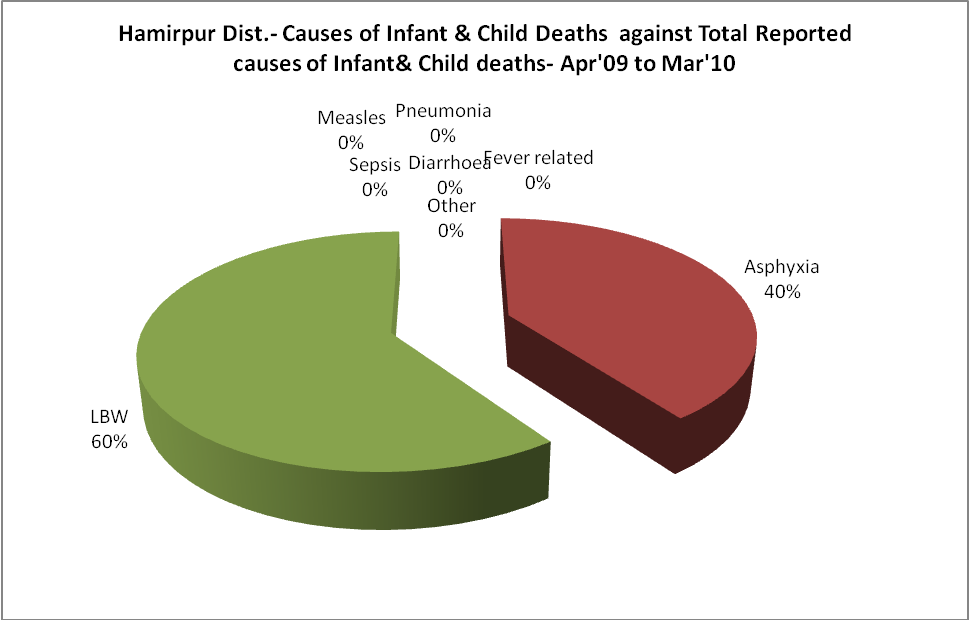 Hamirpur Dist.- Causes of Infant & Child Deaths against Total Reported
causes of Infant& Child deaths- Apr'09 to Mar'10
Measles
0%
Pneumonia
0%
Sepsis
0%
Diarrhoea
0%
Fever related
0%
Other
0%
Asphyxia
40%
LBW
60%